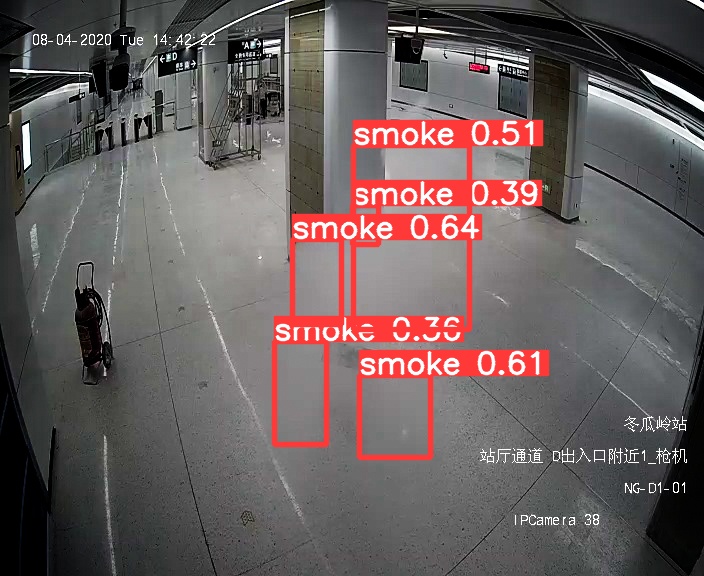 08-04-2020 Tue 14:42:22
D
A
smoke 0.51
smoke 0.39
smoke 0.64
smoke 0.36
smoke 0.61
冬瓜岭站
站厅通道 D出入口附近1_枪机
NG-D1-01
IPCamera 38